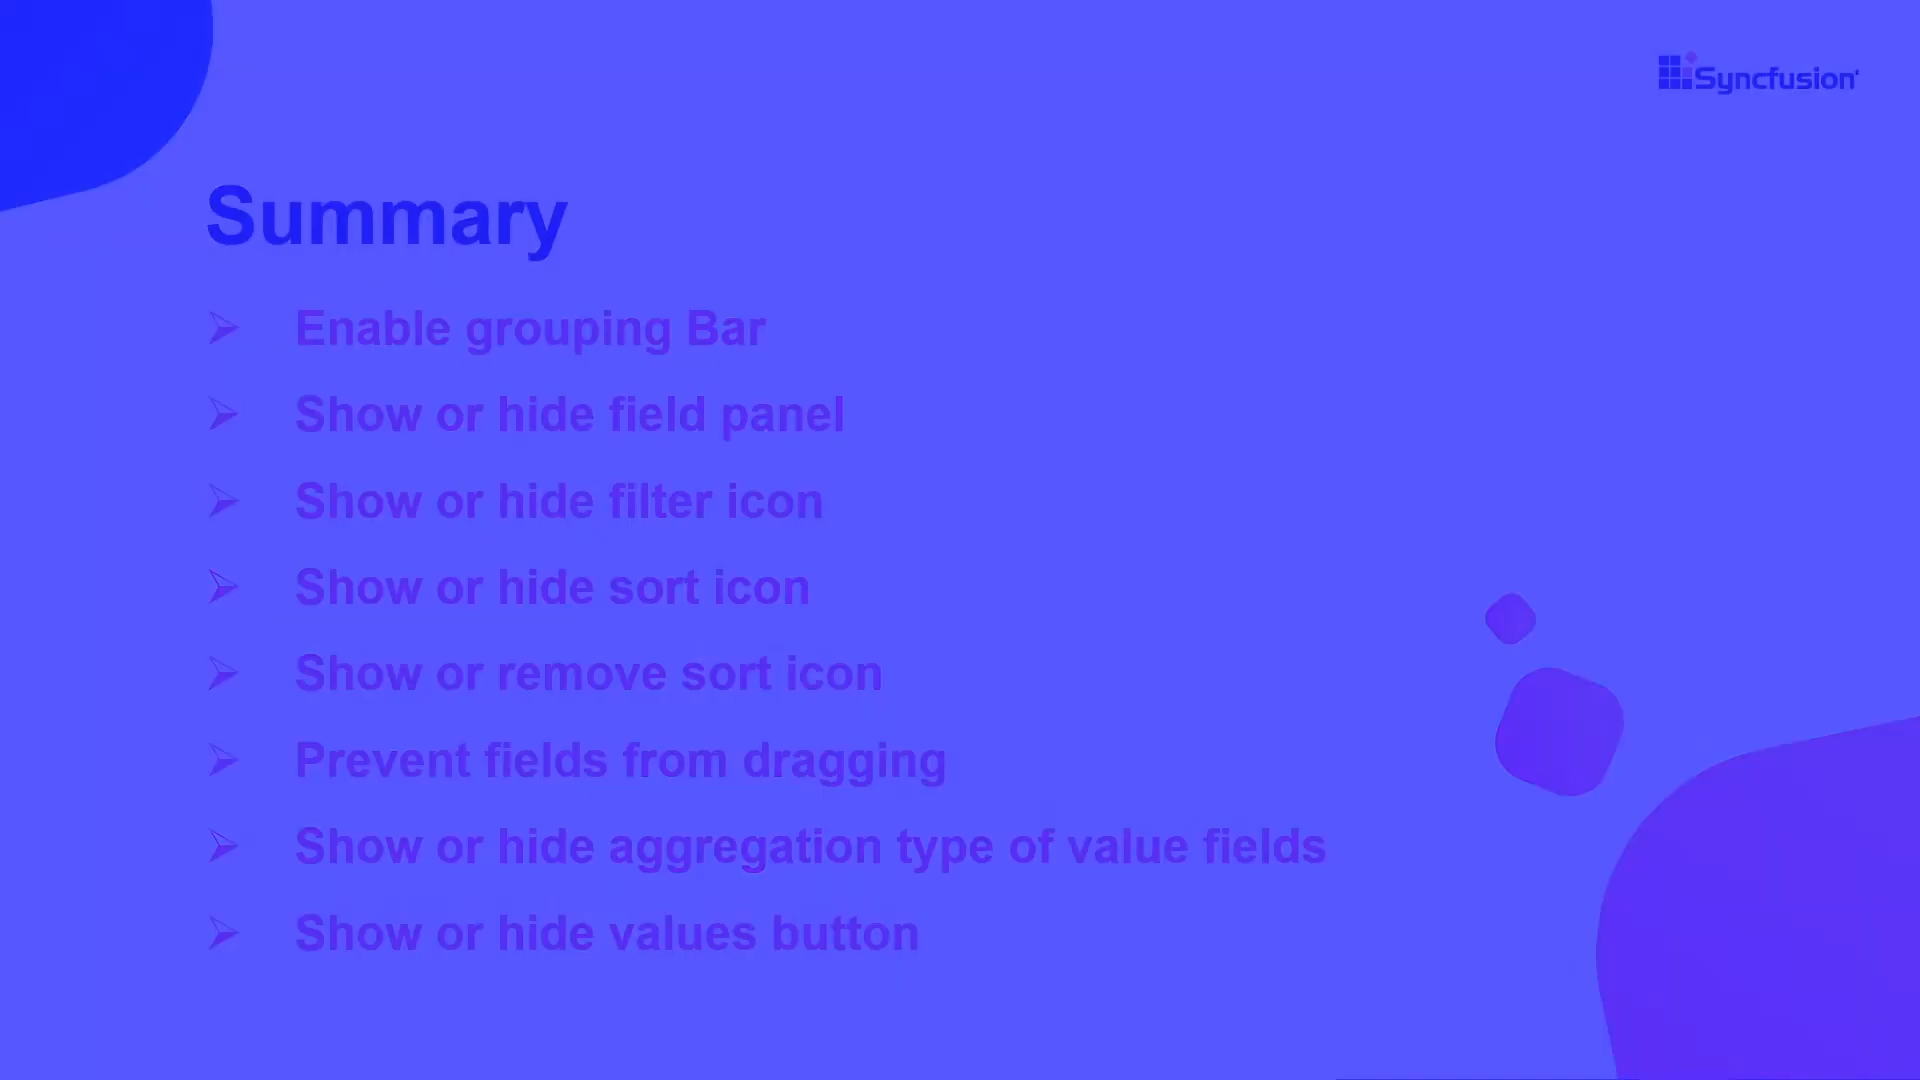 Syncfusion
Summary
➢ Enable grouping Bar
➢ Show or hide field panel
➢ Show or hide filter icon
➢ Show or hide sort icon
➢ Show or remove sort icon
➢ Prevent fields from dragging
➢ Show or hide aggregation type of value fields
➢ Show or hide values button